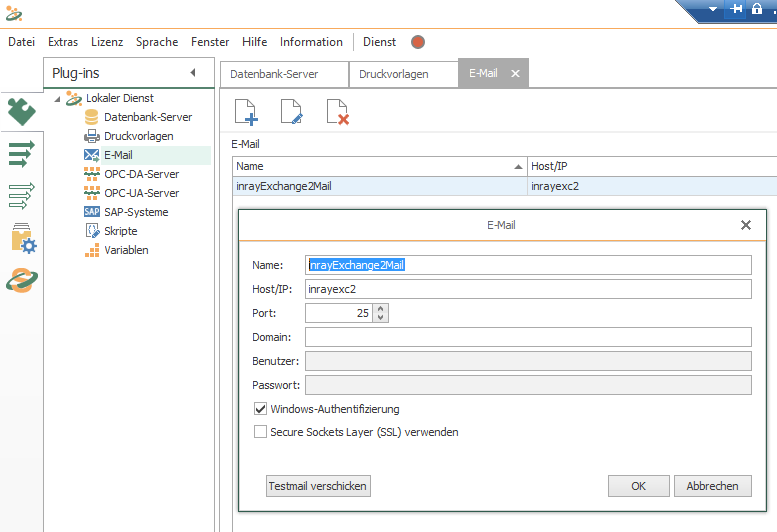 Datei Extras Lizenz Sprache Fenster Hilfe Information Dienst
Plug-ins
Lokaler Dienst
Datenbank-Server
Druckvorlagen
E-Mail
OPC-DA-Server
OPC-UA-Server
SAP SAP-Systeme
Skripte
Variablen
Datenbank-Server Druckvorlagen E-Mail
E-Mail
Name Host/IP
inrayExchange2Mail inrayexc2
E-Mail
Name: inrayExchange2Mail
Host/IP: inrayexc2
Port: 25
Domain:
Benutzer:
Passwort:
Windows-Authentifizierung
Secure Sockets Layer (SSL) verwenden
Testmail verschicken OK Abbrechen